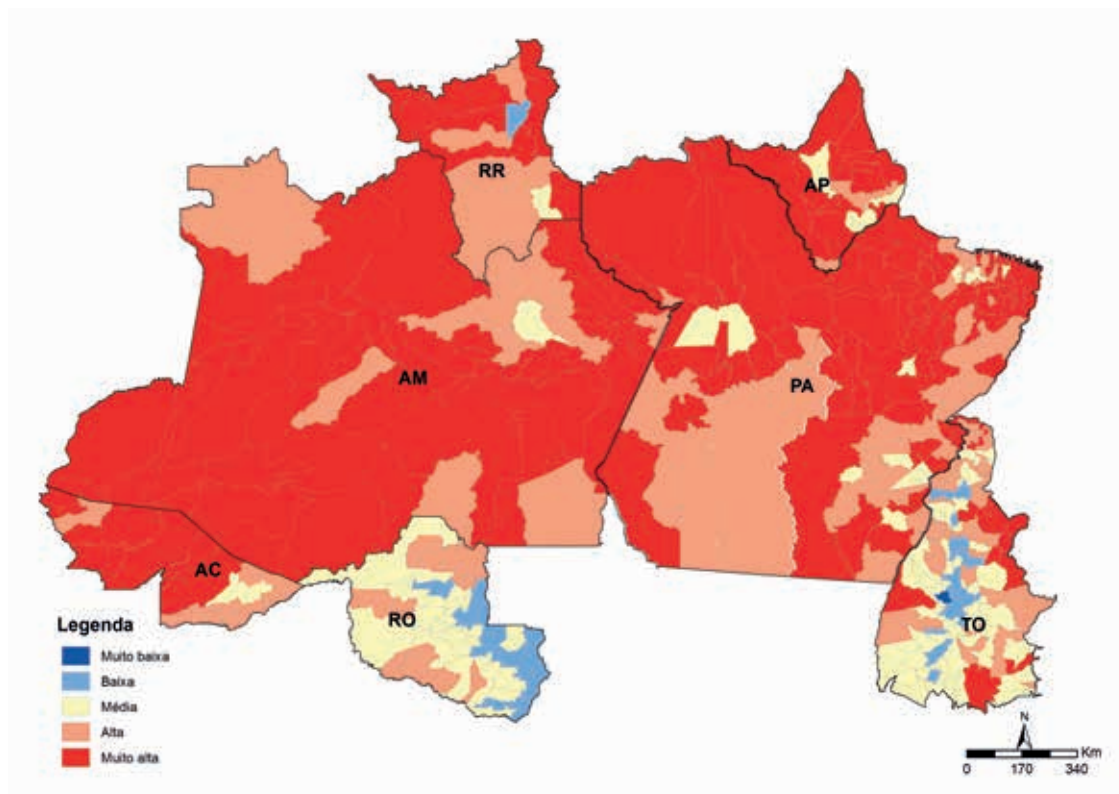 RR
AP
AM
PA
AC
RO
TO
Legenda
Muito baixa
Baixa
Média
Alta
Muito alta
N
Km
0 170 340